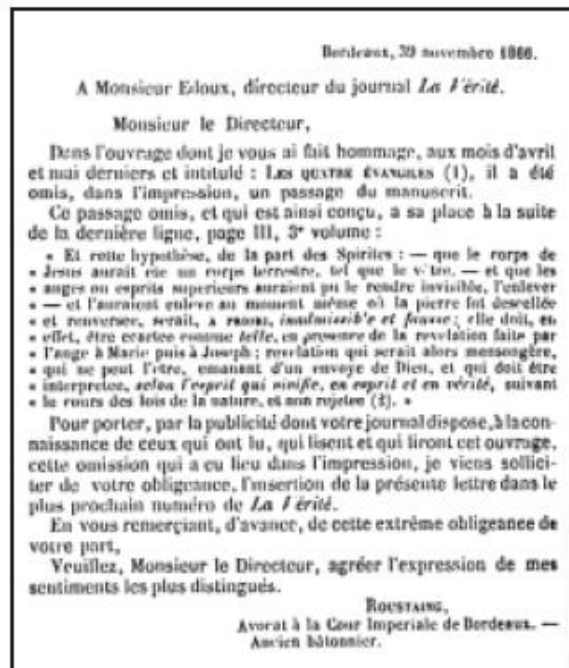 Bordeaux, 29 novembre 1866.
A Monsieur Edoux, directeur du journal La Vérité.
Monsieur le Directeur,
Dans l'ouvrage dont je vous ai fait hommage, aux mois d'avril
et mai derniers et intitulé : LES QUATRE ÉVANGILES (1), il a été
omis, dans l'impression, un passage du manuscrit.
Ce passage omis, et qui est ainsi conçu, a sa place à la suite
de la dernière ligne, page III, 3e volume :
« Et cette hypothèse, de la part des Spirites : — que le corps de
« Jésus aurait été un corps terrestre, tel que le vôtre, — et que les
« anges ou esprits supérieurs auraient pu le rendre invisible, l'enlever
« — et l'auraient enlevé au moment même où la pierre fut descellée
« et renversée, serait, à priori, inadmissible et fausse ; elle doit, en
« effet, être écartée comme telle, en présence de la révélation faite par
« l'ange à Marie puis à Joseph ; révélation qui serait alors mensongère,
« qui ne peut l'être, émanant d'un envoyé de Dieu, et qui doit être
« interprétée, selon l'esprit qui vivifie, en esprit et en vérité, suivant
« le cours des lois de la nature, et non rejetée (2). »
Pour porter, par la publicité dont votre journal dispose, à la con-
naissance de ceux qui ont lu, qui lisent et qui liront cet ouvrage,
cette omission qui a eu lieu dans l'impression, je viens sollici-
ter de votre obligeance, l'insertion de la présente lettre dans le
plus prochain numéro de La Vérité.
En vous remerçiant, d'avance, de cette extrême obligeance de
votre part,
Veuillez, Monsieur le Directeur, agréer l'expression de mes
sentiments les plus distingués.
ROUSTAING,
Avocat à la Cour Impériale de Bordeaux. —
Ancien bâtonnier.